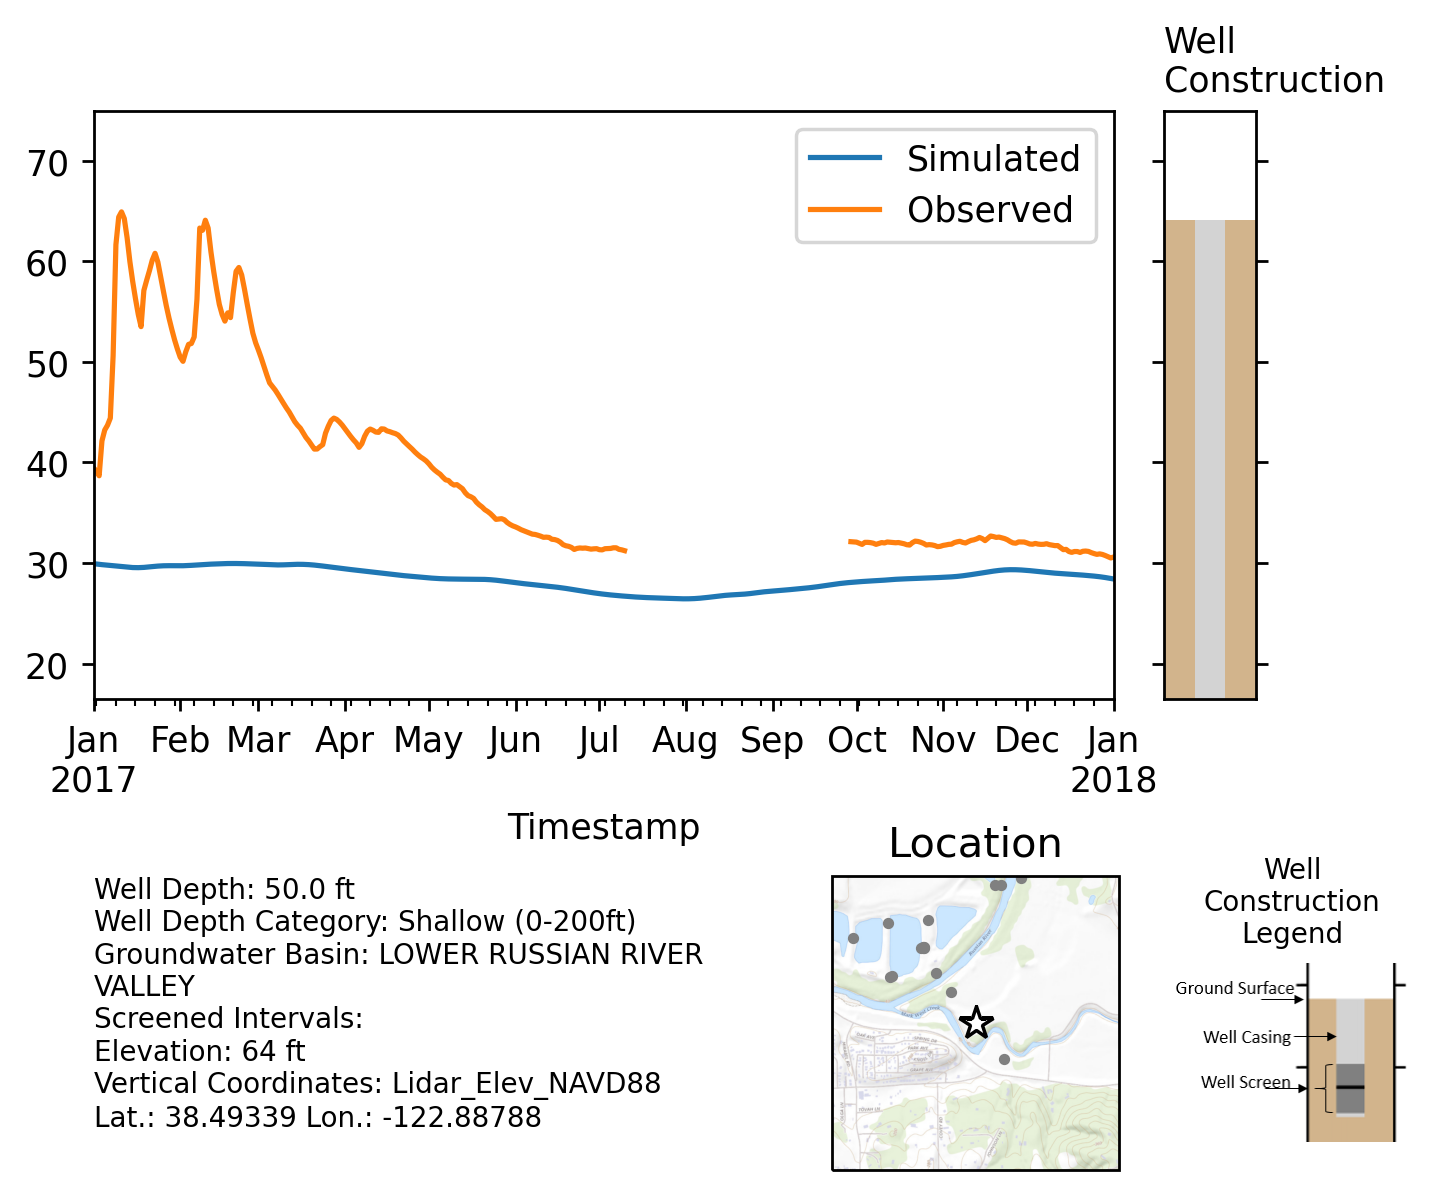 Well
Construction
Simulated
Observed
70
60
50
40
30
20
Jan Feb Mar Apr May Jun Jul Aug Sep Oct Nov Dec Jan
2017 2018
Timestamp
Location
Well Depth: 50.0 ft
Well Depth Category: Shallow (0-200ft)
Groundwater Basin: LOWER RUSSIAN RIVER
VALLEY
Screened Intervals:
Elevation: 64 ft
Vertical Coordinates: Lidar_Elev_NAVD88
Lat.: 38.49339 Lon.: -122.88788
Well
Construction
Legend
Ground Surface
Well Casing
Well Screen